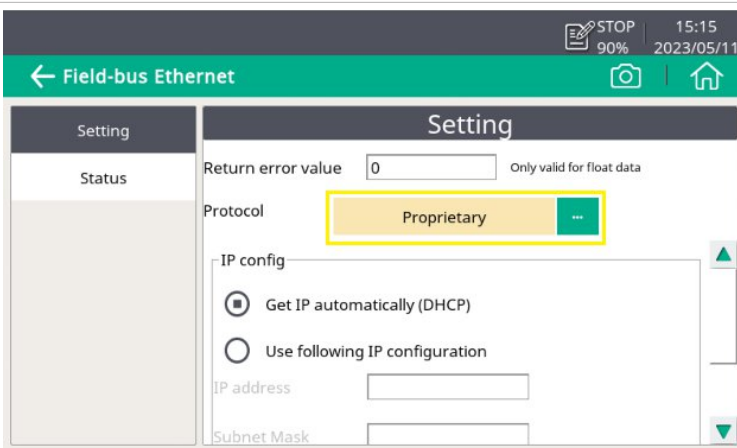 STOP 15:15
90% 2023/05/11
Field-bus Ethernet
Setting
Status
Setting
Return error value 0 Only valid for float data
Protocol Proprietary ...
IP config
Get IP automatically (DHCP)
Use following IP configuration
IP address
Subnet Mask